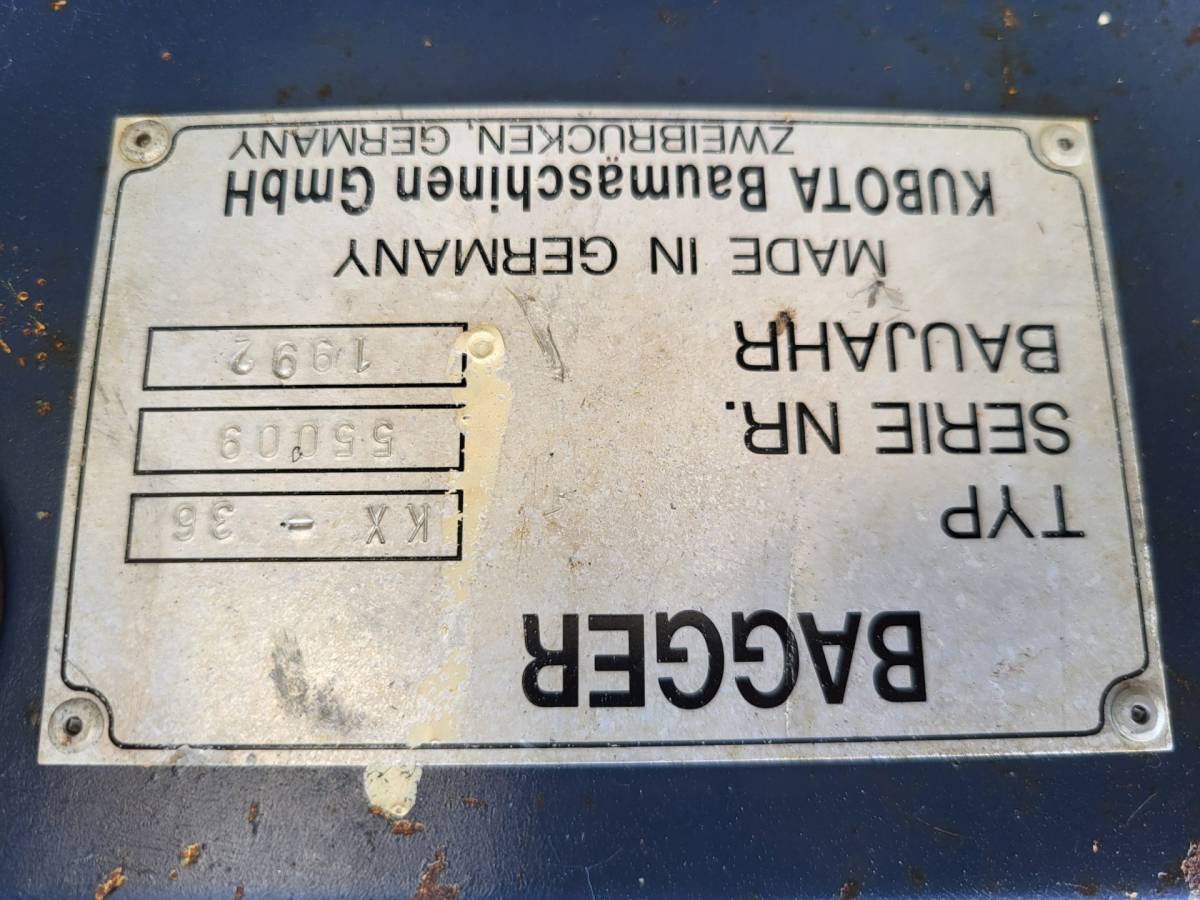 BAGGER
TYP KX - 36
SERIE NR. 55009
BAUJAHR 1992
MADE IN GERMANY
KUBOTA Baumaschinen GmbH
ZWEIBRÜCKEN, GERMANY